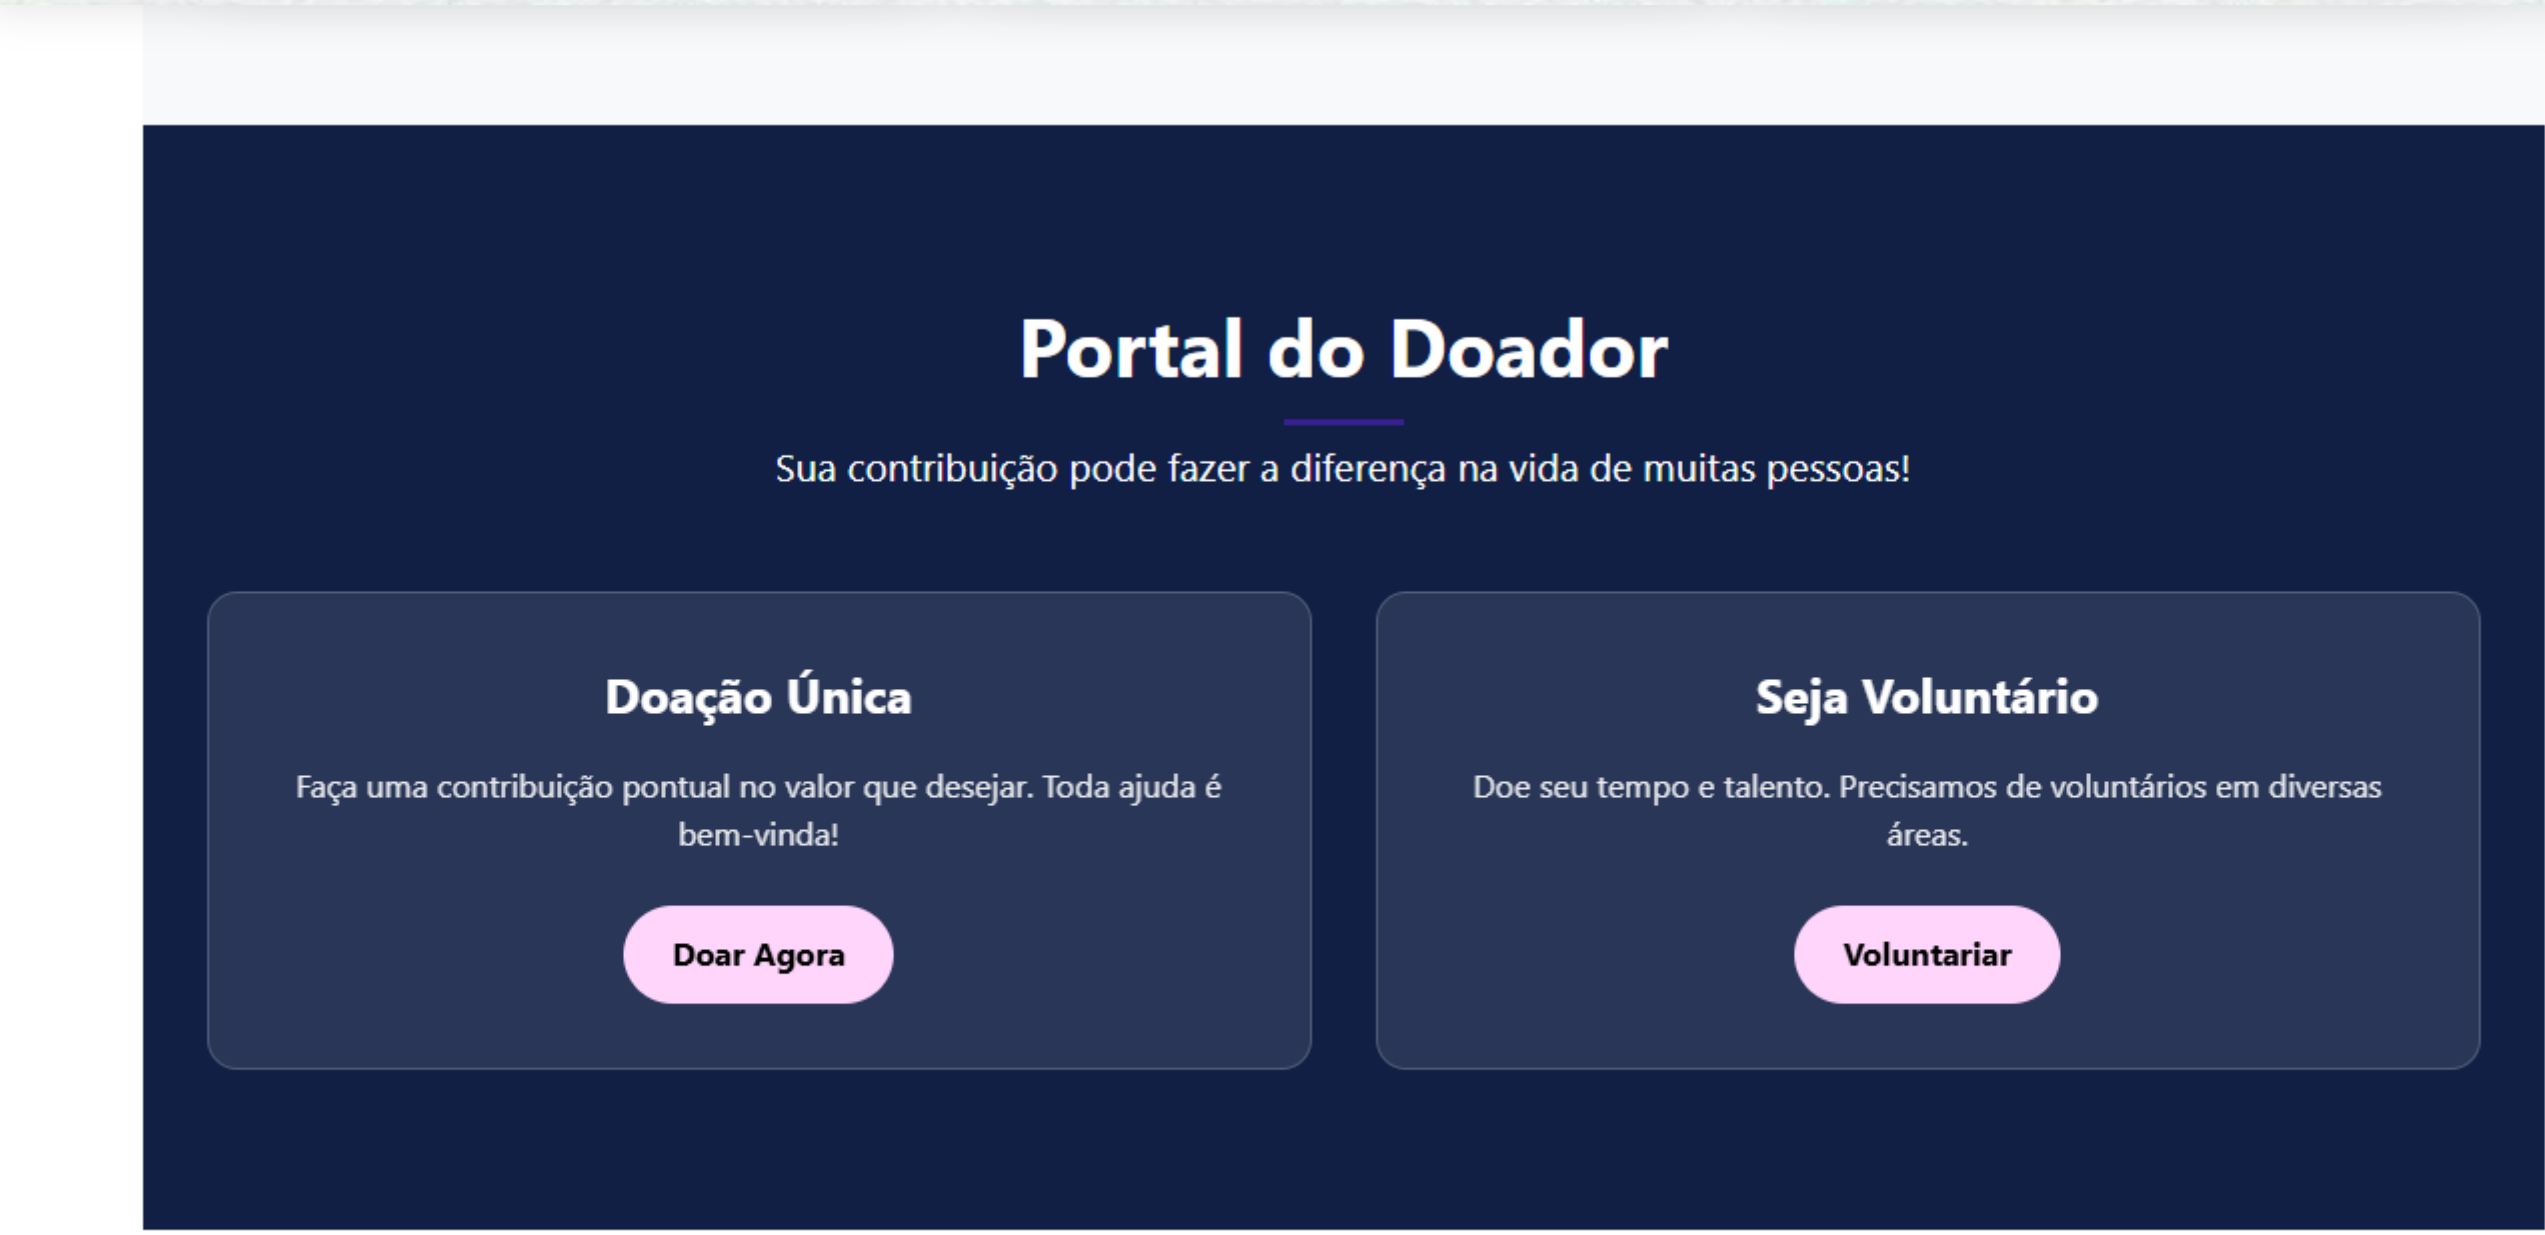 Portal do Doador
Sua contribuição pode fazer a diferença na vida de muitas pessoas!
Doação Única
Faça uma contribuição pontual no valor que desejar. Toda ajuda é
bem-vinda!
Doar Agora
Seja Voluntário
Doe seu tempo e talento. Precisamos de voluntários em diversas
áreas.
Voluntariar